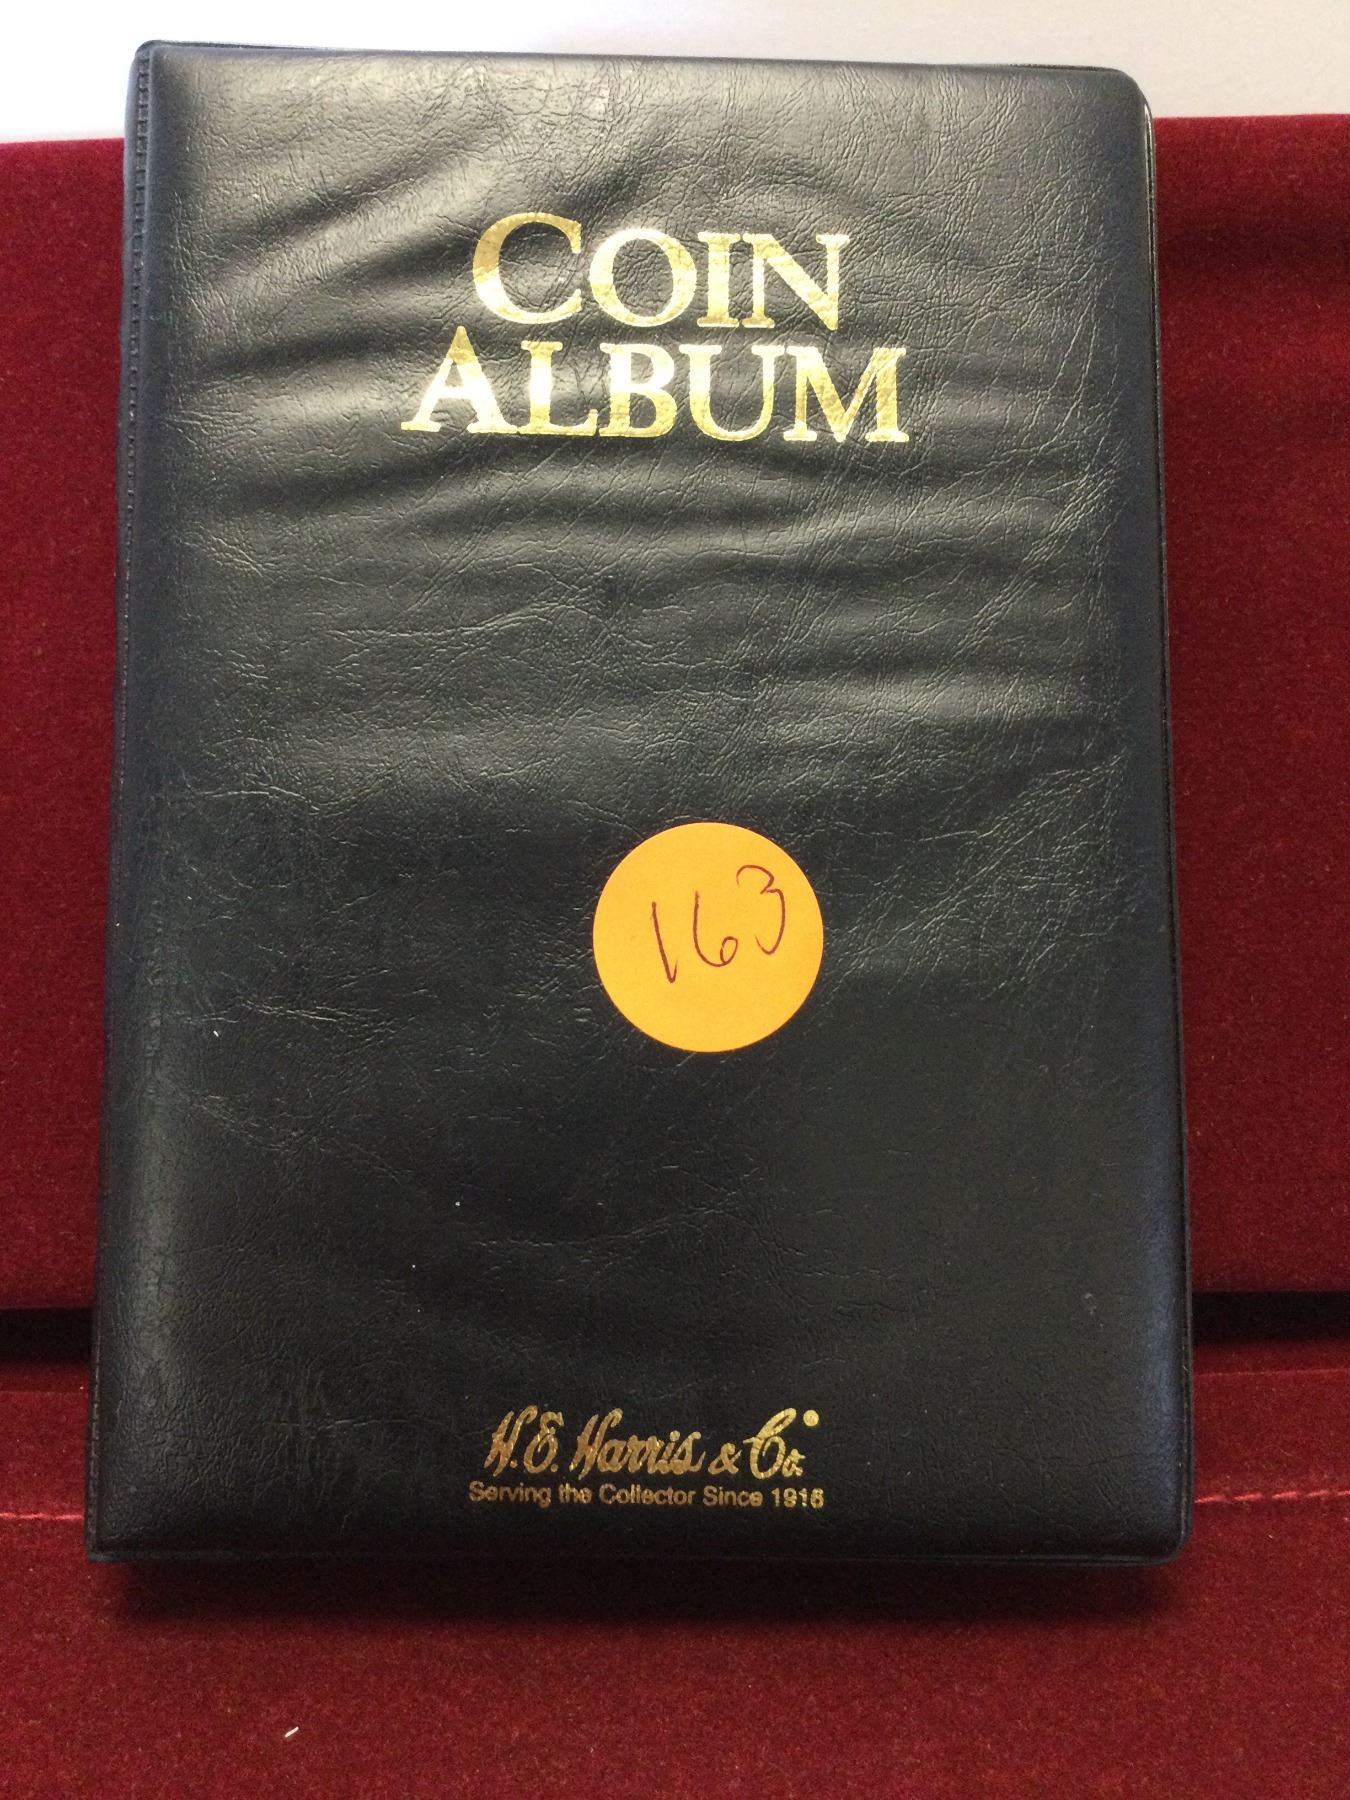 COIN
ALBUM
163
H.E. Harris & Co.®
Serving the Collector Since 1916